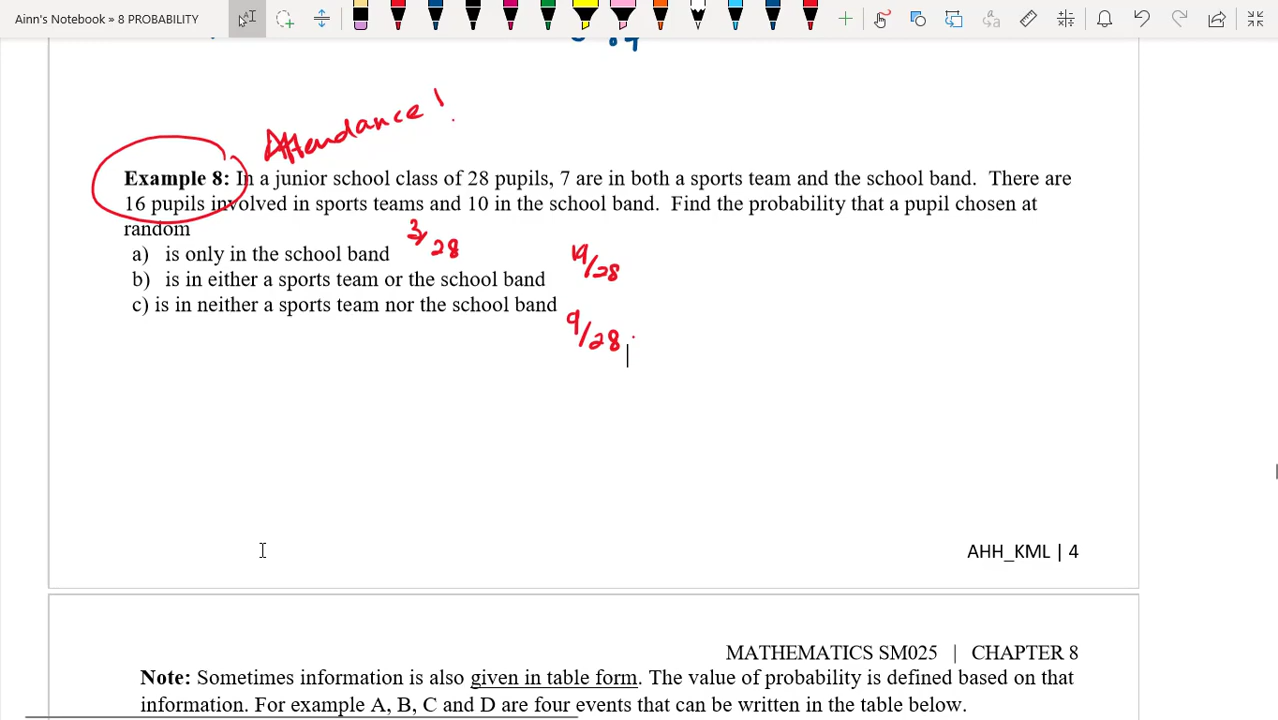 Ainn's Notebook » 8 PROBABILITY
Attendance!
Example 8: In a junior school class of 28 pupils, 7 are in both a sports team and the school band. There are
16 pupils involved in sports teams and 10 in the school band. Find the probability that a pupil chosen at
random
a) is only in the school band 3/28
b) is in either a sports team or the school band 19/28
c) is in neither a sports team nor the school band
9/28
AHH_KML | 4
MATHEMATICS SM025 | CHAPTER 8
Note: Sometimes information is also given in table form. The value of probability is defined based on that
information. For example A, B, C and D are four events that can be written in the table below.